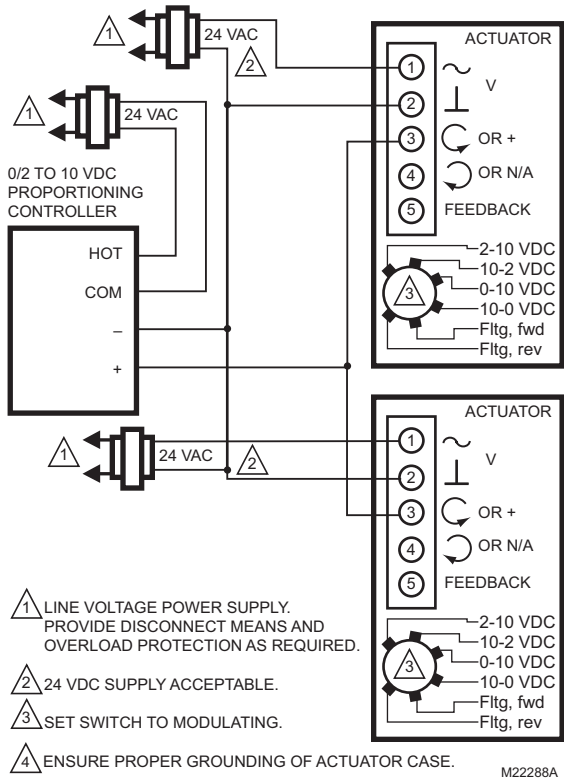 1
24 VAC
2
1
24 VAC
0/2 TO 10 VDC
PROPORTIONING
CONTROLLER
HOT
COM
–
+
1
24 VAC
2
ACTUATOR
1
V
2
3 OR +
4 OR N/A
5 FEEDBACK
2-10 VDC
10-2 VDC
3
0-10 VDC
10-0 VDC
Fltg, fwd
Fltg, rev
ACTUATOR
1
V
2
3 OR +
4 OR N/A
5 FEEDBACK
2-10 VDC
10-2 VDC
3
0-10 VDC
10-0 VDC
Fltg, fwd
Fltg, rev
1 LINE VOLTAGE POWER SUPPLY.
PROVIDE DISCONNECT MEANS AND
OVERLOAD PROTECTION AS REQUIRED.
2 24 VDC SUPPLY ACCEPTABLE.
3 SET SWITCH TO MODULATING.
4 ENSURE PROPER GROUNDING OF ACTUATOR CASE.
M22288A